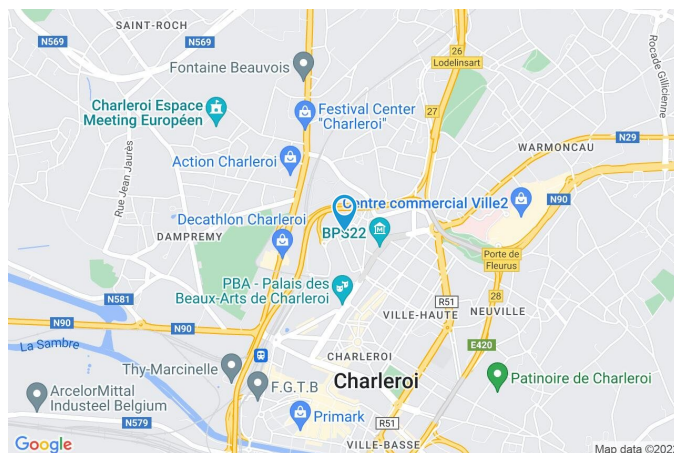 SAINT-ROCH
N569
N569
Fontaine Beauvois
26
Lodelinsart
Rocade Gillicienne
Charleroi Espace
Meeting Européen
Festival Center
"Charleroi"
27
N29
Rue Jean Jaurès
Action Charleroi
WARMONCAU
Centre commercial Ville2
N90
Decathlon Charleroi
BPS22
DAMPREMY
Porte de
Fleurus
PBA - Palais des
Beaux-Arts de Charleroi
N581
R51
28
VILLE-HAUTE
NEUVILLE
N90
N90
La Sambre
E420
CHARLEROI
Thy-Marcinelle
Charleroi
Patinoire de Charleroi
F.G.T.B
ArcelorMittal
Industeel Belgium
Primark
R51
N579
VILLE-BASSE
Google
Map data ©202